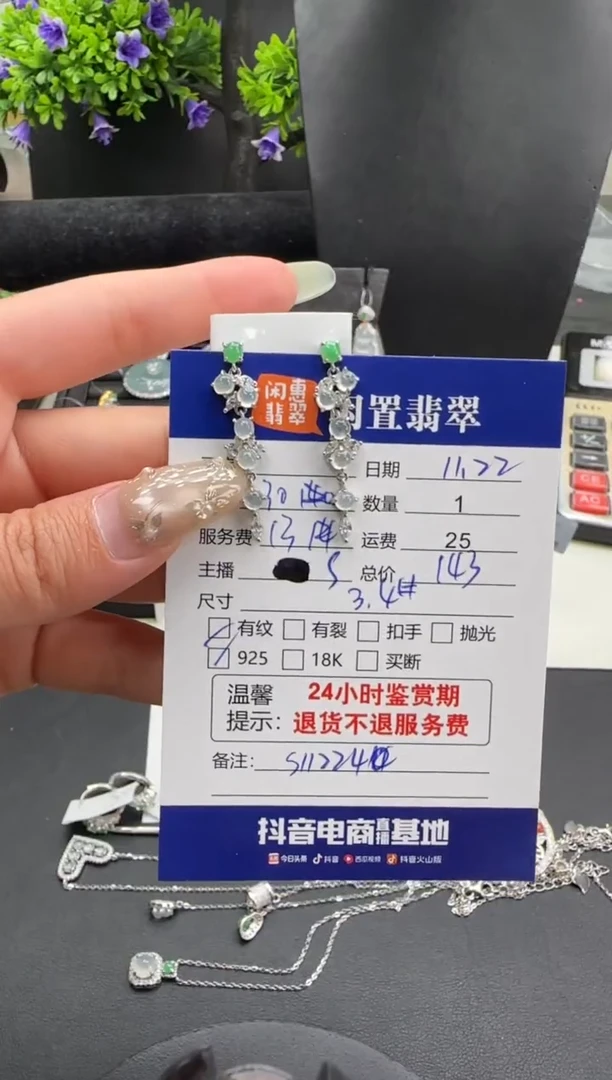 闲惠
翡翠
闲置翡翠
日期 11.22
数量 1
服务费 运费 25
主播 S 总价 143
尺寸 3.4
有纹 有裂 扣手 抛光
925 18K 买断
温馨 24小时鉴赏期
提示: 退货不退服务费
备注:
抖音电商直播基地
今日头条 抖音 西瓜视频 抖音火山版
CE
AC